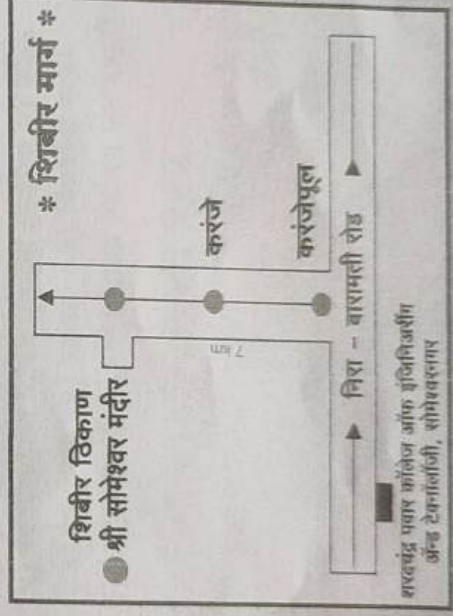 * शिबीर मार्ग *
शिबीर ठिकाण
श्री सोमेश्वर मंदीर
करंजे
7 km
करंजेपूल
निरा - बारामती रोड
शरदचंद्र पवार कॉलेज ऑफ इंजिनिअरींग
अँन्ड टेक्नॉलॉजी, सोमेश्वरनगर